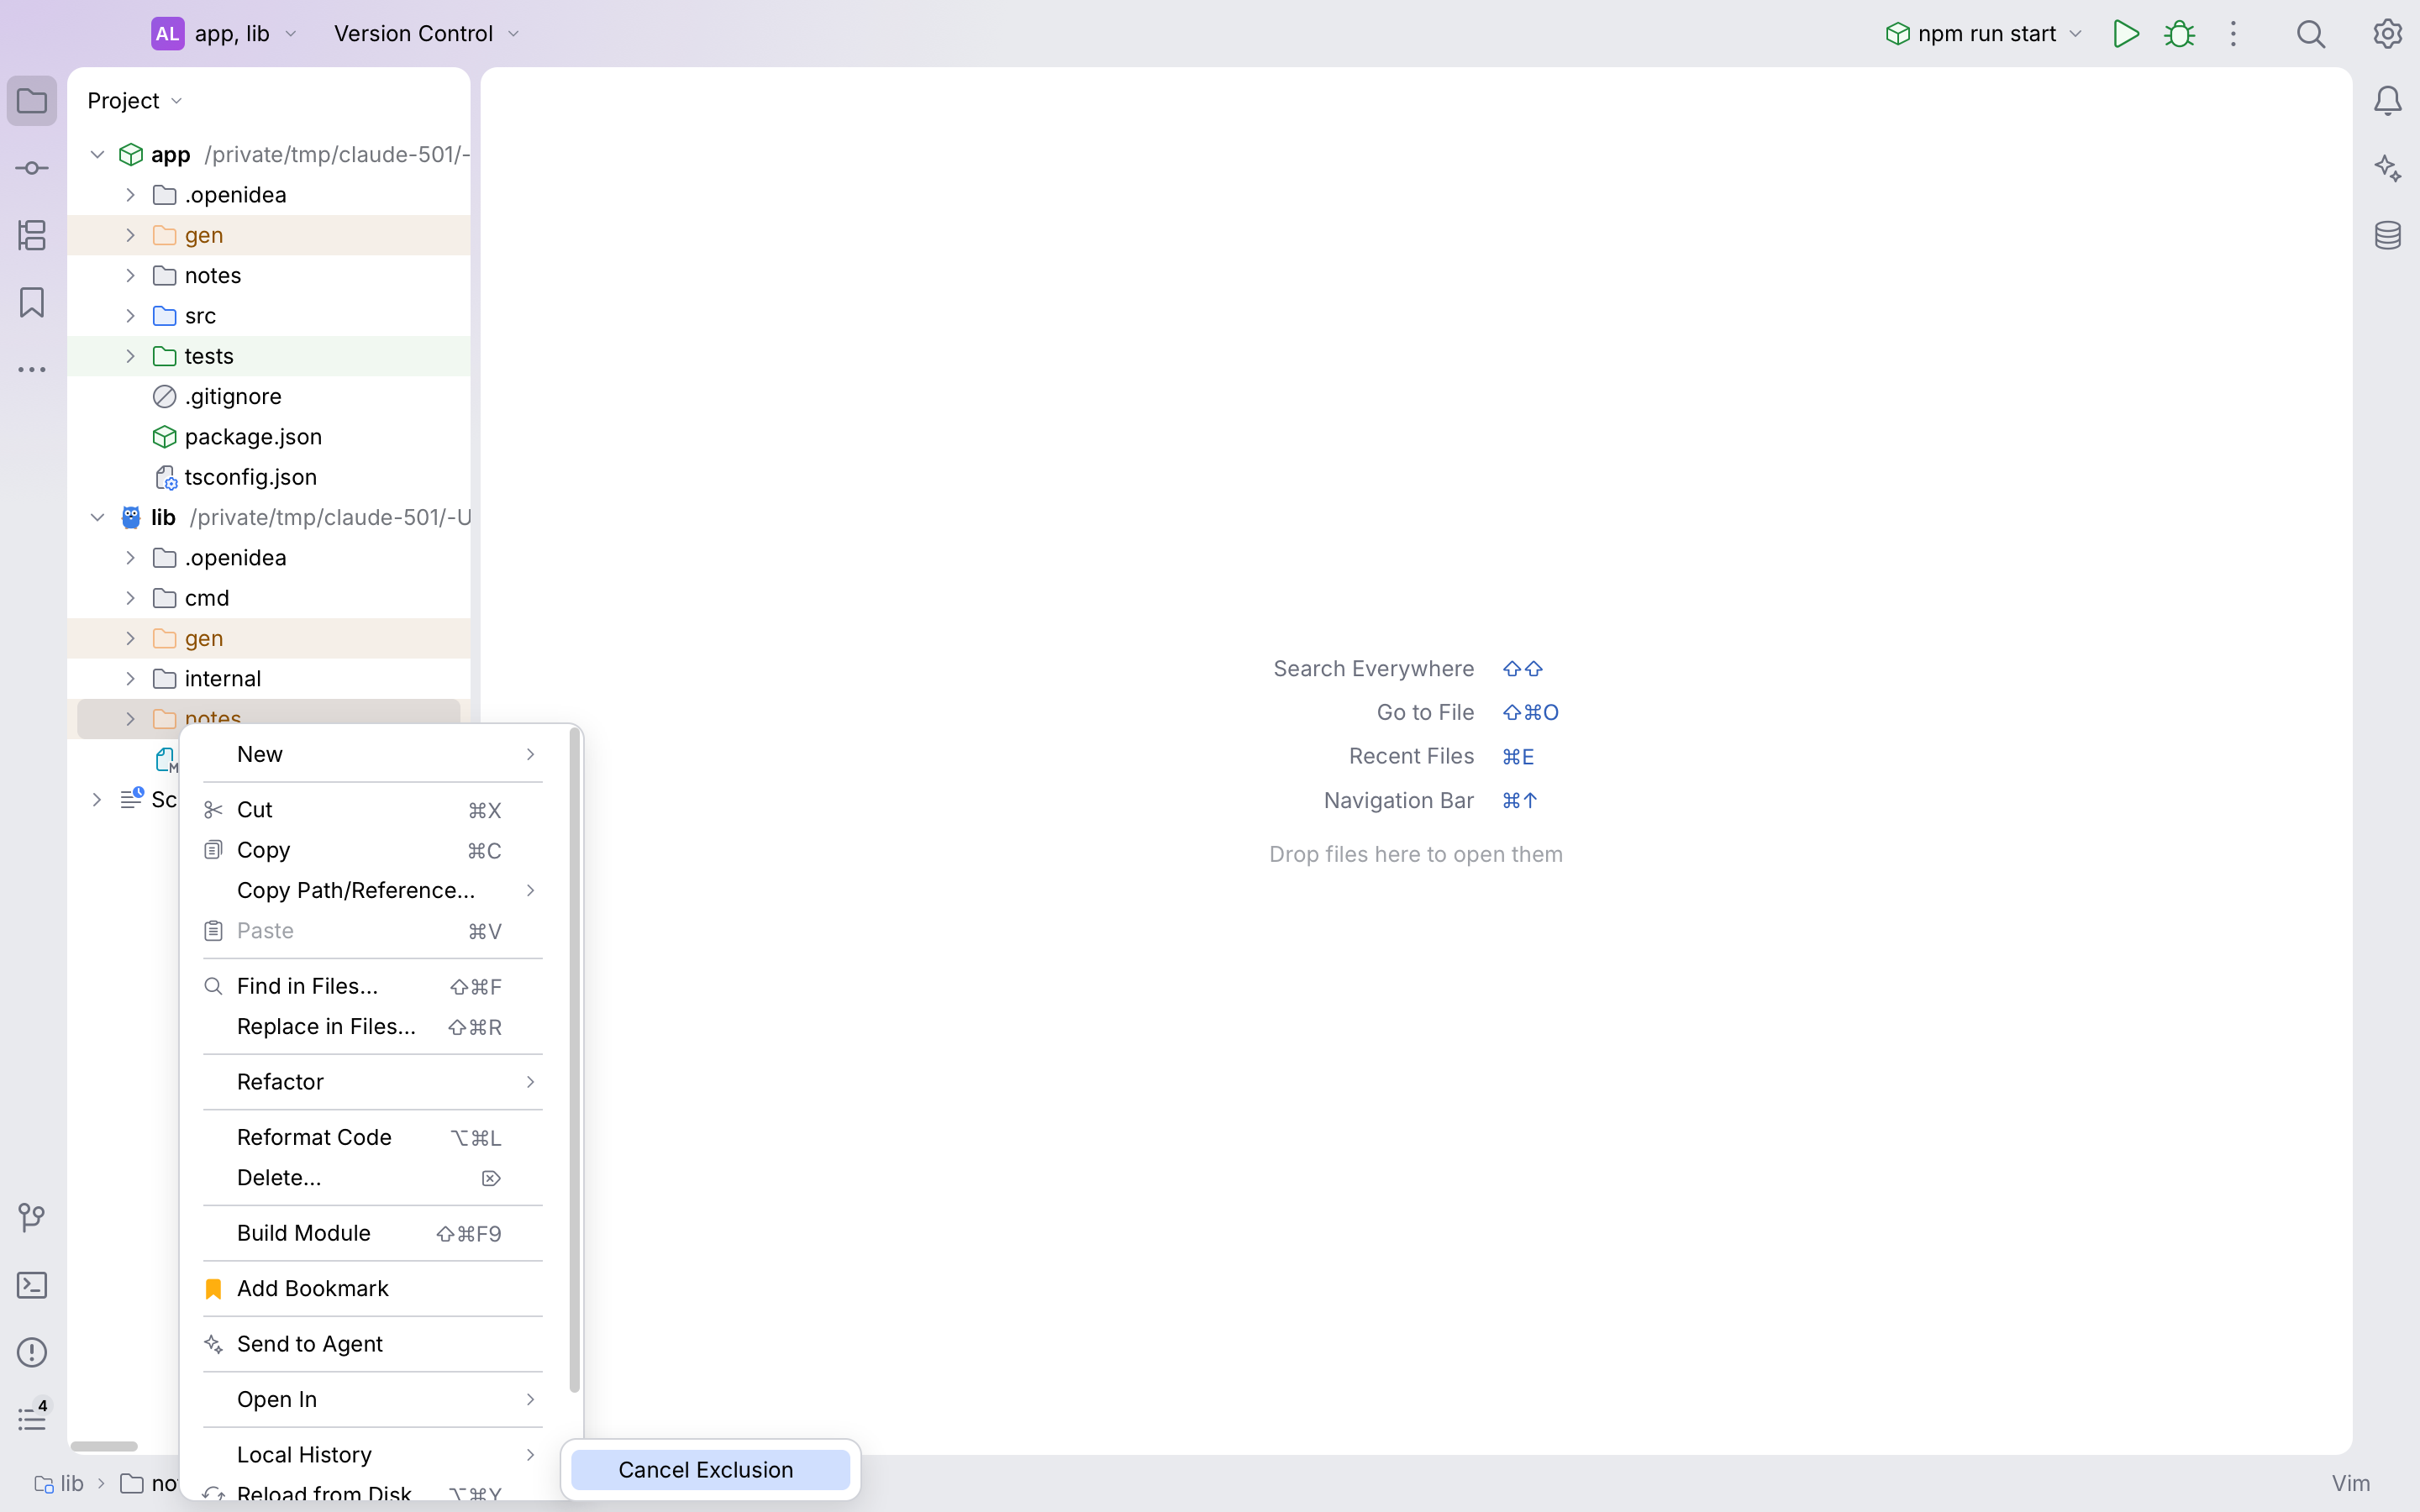 AL app, lib Version Control npm run start
Project
app /private/tmp/claude-501/-
.openidea
gen
notes
src
tests
.gitignore
package.json
tsconfig.json
lib /private/tmp/claude-501/-U
.openidea
cmd
gen
internal
notes
M
Sc
New
Cut ⌘X
Copy ⌘C
Copy Path/Reference...
Paste ⌘V
Find in Files... ⇧⌘F
Replace in Files... ⇧⌘R
Refactor
Reformat Code ⌥⌘L
Delete... ⌦
Build Module ⇧⌘F9
Add Bookmark
Send to Agent
Open In
Local History
Reload from Disk ⌥⌘Y
Cancel Exclusion
Search Everywhere ⇧⇧
Go to File ⇧⌘O
Recent Files ⌘E
Navigation Bar ⌘↑
Drop files here to open them
4
lib no
Vim